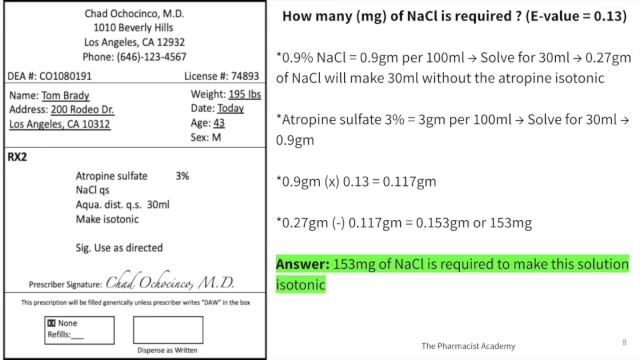 Chad Ochocinco, M.D.
1010 Beverly Hills
Los Angeles, CA 12932
Phone: (646)-123-4567
DEA #: CO1080191 License #: 74893
Name: Tom Brady Weight: 195 lbs
Address: 200 Rodeo Dr. Date: Today
Los Angeles, CA 10312 Age: 43
Sex: M
RX2
Atropine sulfate 3%
NaCl qs
Aqua. dist. q.s. 30ml
Make isotonic
Sig. Use as directed
Prescriber Signature: Chad Ochocinco, M.D.
This prescription will be filled generically unless prescriber writes "DAW" in the box
X None
Refills:___
Dispense as Written
How many (mg) of NaCl is required ? (E-value = 0.13)
*0.9% NaCl = 0.9gm per 100ml → Solve for 30ml → 0.27gm
of NaCl will make 30ml without the atropine isotonic
*Atropine sulfate 3% = 3gm per 100ml → Solve for 30ml →
0.9gm
*0.9gm (x) 0.13 = 0.117gm
*0.27gm (-) 0.117gm = 0.153gm or 153mg
Answer: 153mg of NaCl is required to make this solution
isotonic
The Pharmacist Academy
8